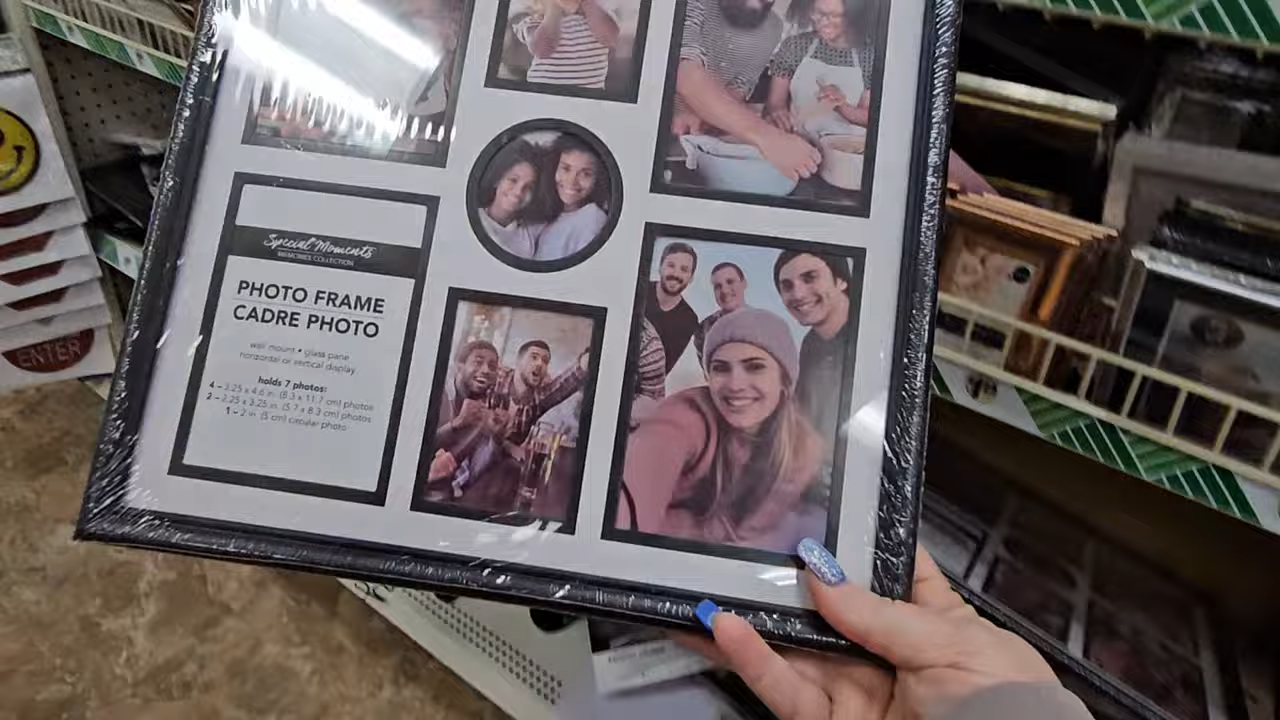 Special Moments
MEMORIES COLLECTION
PHOTO FRAME
CADRE PHOTO
wall mount • glass pane
horizontal or vertical display
holds 7 photos:
4 – 3.25 x 4.6 in. (8.3 x 11.7 cm) photos
2 – 2.25 x 3.25 in. (5.7 x 8.3 cm) photos
1 – 2 in. (5 cm) circular photo
ENTER